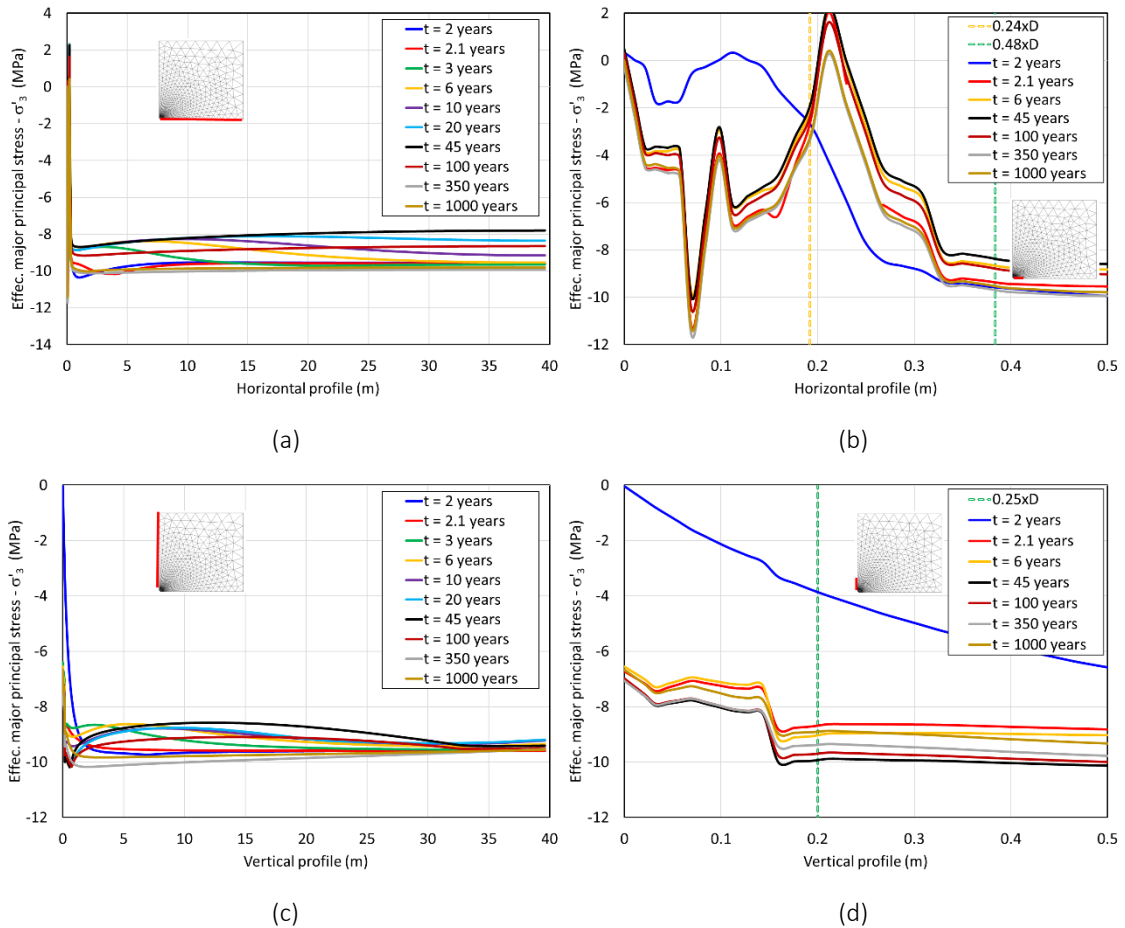 Effec. major principal stress - σ'3 (MPa)
4
2
0
-2
-4
-6
-8
-10
-12
-14
0
5
10
15
20
25
30
35
40
Horizontal profile (m)
t = 2 years
t = 2.1 years
t = 3 years
t = 6 years
t = 10 years
t = 20 years
t = 45 years
t = 100 years
t = 350 years
t = 1000 years
(a)
Effec. major principal stress - σ'3 (MPa)
2
0
-2
-4
-6
-8
-10
-12
0
0.1
0.2
0.3
0.4
0.5
Horizontal profile (m)
0.24xD
0.48xD
t = 2 years
t = 2.1 years
t = 6 years
t = 45 years
t = 100 years
t = 350 years
t = 1000 years
(b)
Effec. major principal stress - σ'3 (MPa)
0
-2
-4
-6
-8
-10
-12
0
5
10
15
20
25
30
35
40
Vertical profile (m)
t = 2 years
t = 2.1 years
t = 3 years
t = 6 years
t = 10 years
t = 20 years
t = 45 years
t = 100 years
t = 350 years
t = 1000 years
(c)
Effec. major principal stress - σ'3 (MPa)
0
-2
-4
-6
-8
-10
-12
0
0.1
0.2
0.3
0.4
0.5
Vertical profile (m)
0.25xD
t = 2 years
t = 2.1 years
t = 6 years
t = 45 years
t = 100 years
t = 350 years
t = 1000 years
(d)